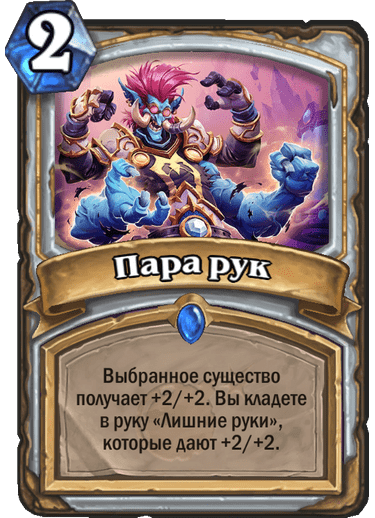 2
Пара рук
Выбранное существо
получает +2/+2. Вы кладете
в руку «Лишние руки»,
которые дают +2/+2.